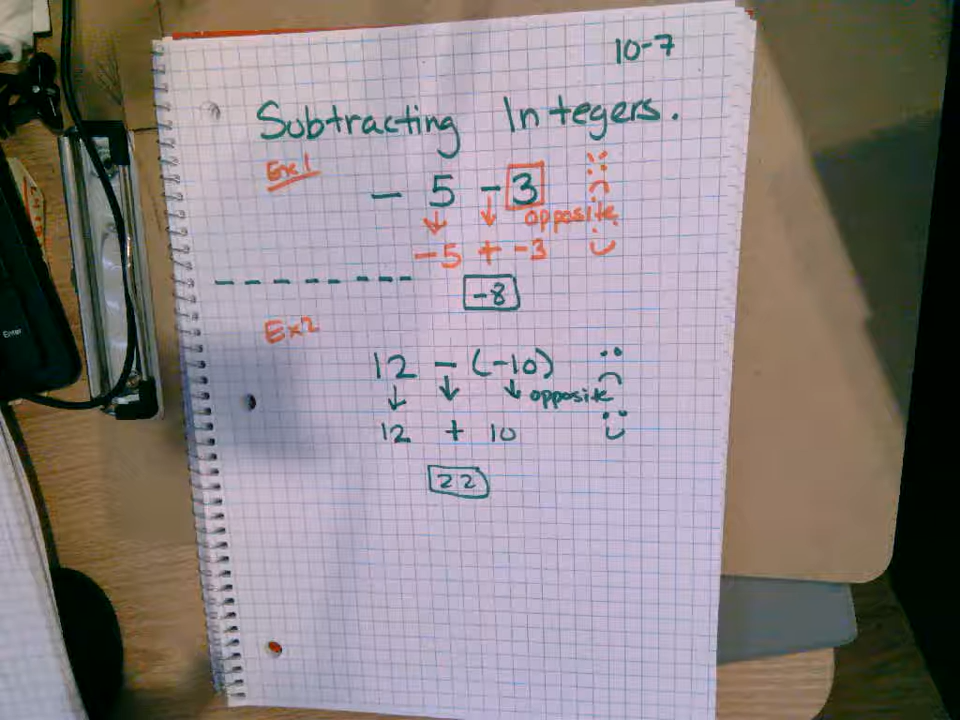 10-7
Subtracting Integers.
Ex 1
- 5 - 3
opposite
-5 + -3
-8
Ex 2
12 - (-10)
opposite
12 + 10
22
Enter